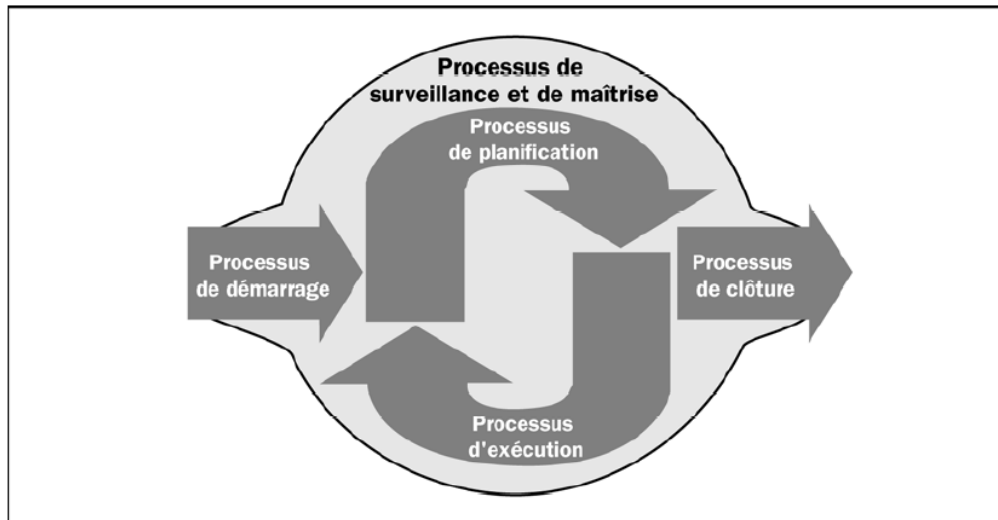 Processus de
surveillance et de maîtrise
Processus
de planification
Processus
de démarrage
Processus
de clôture
Processus
d'exécution